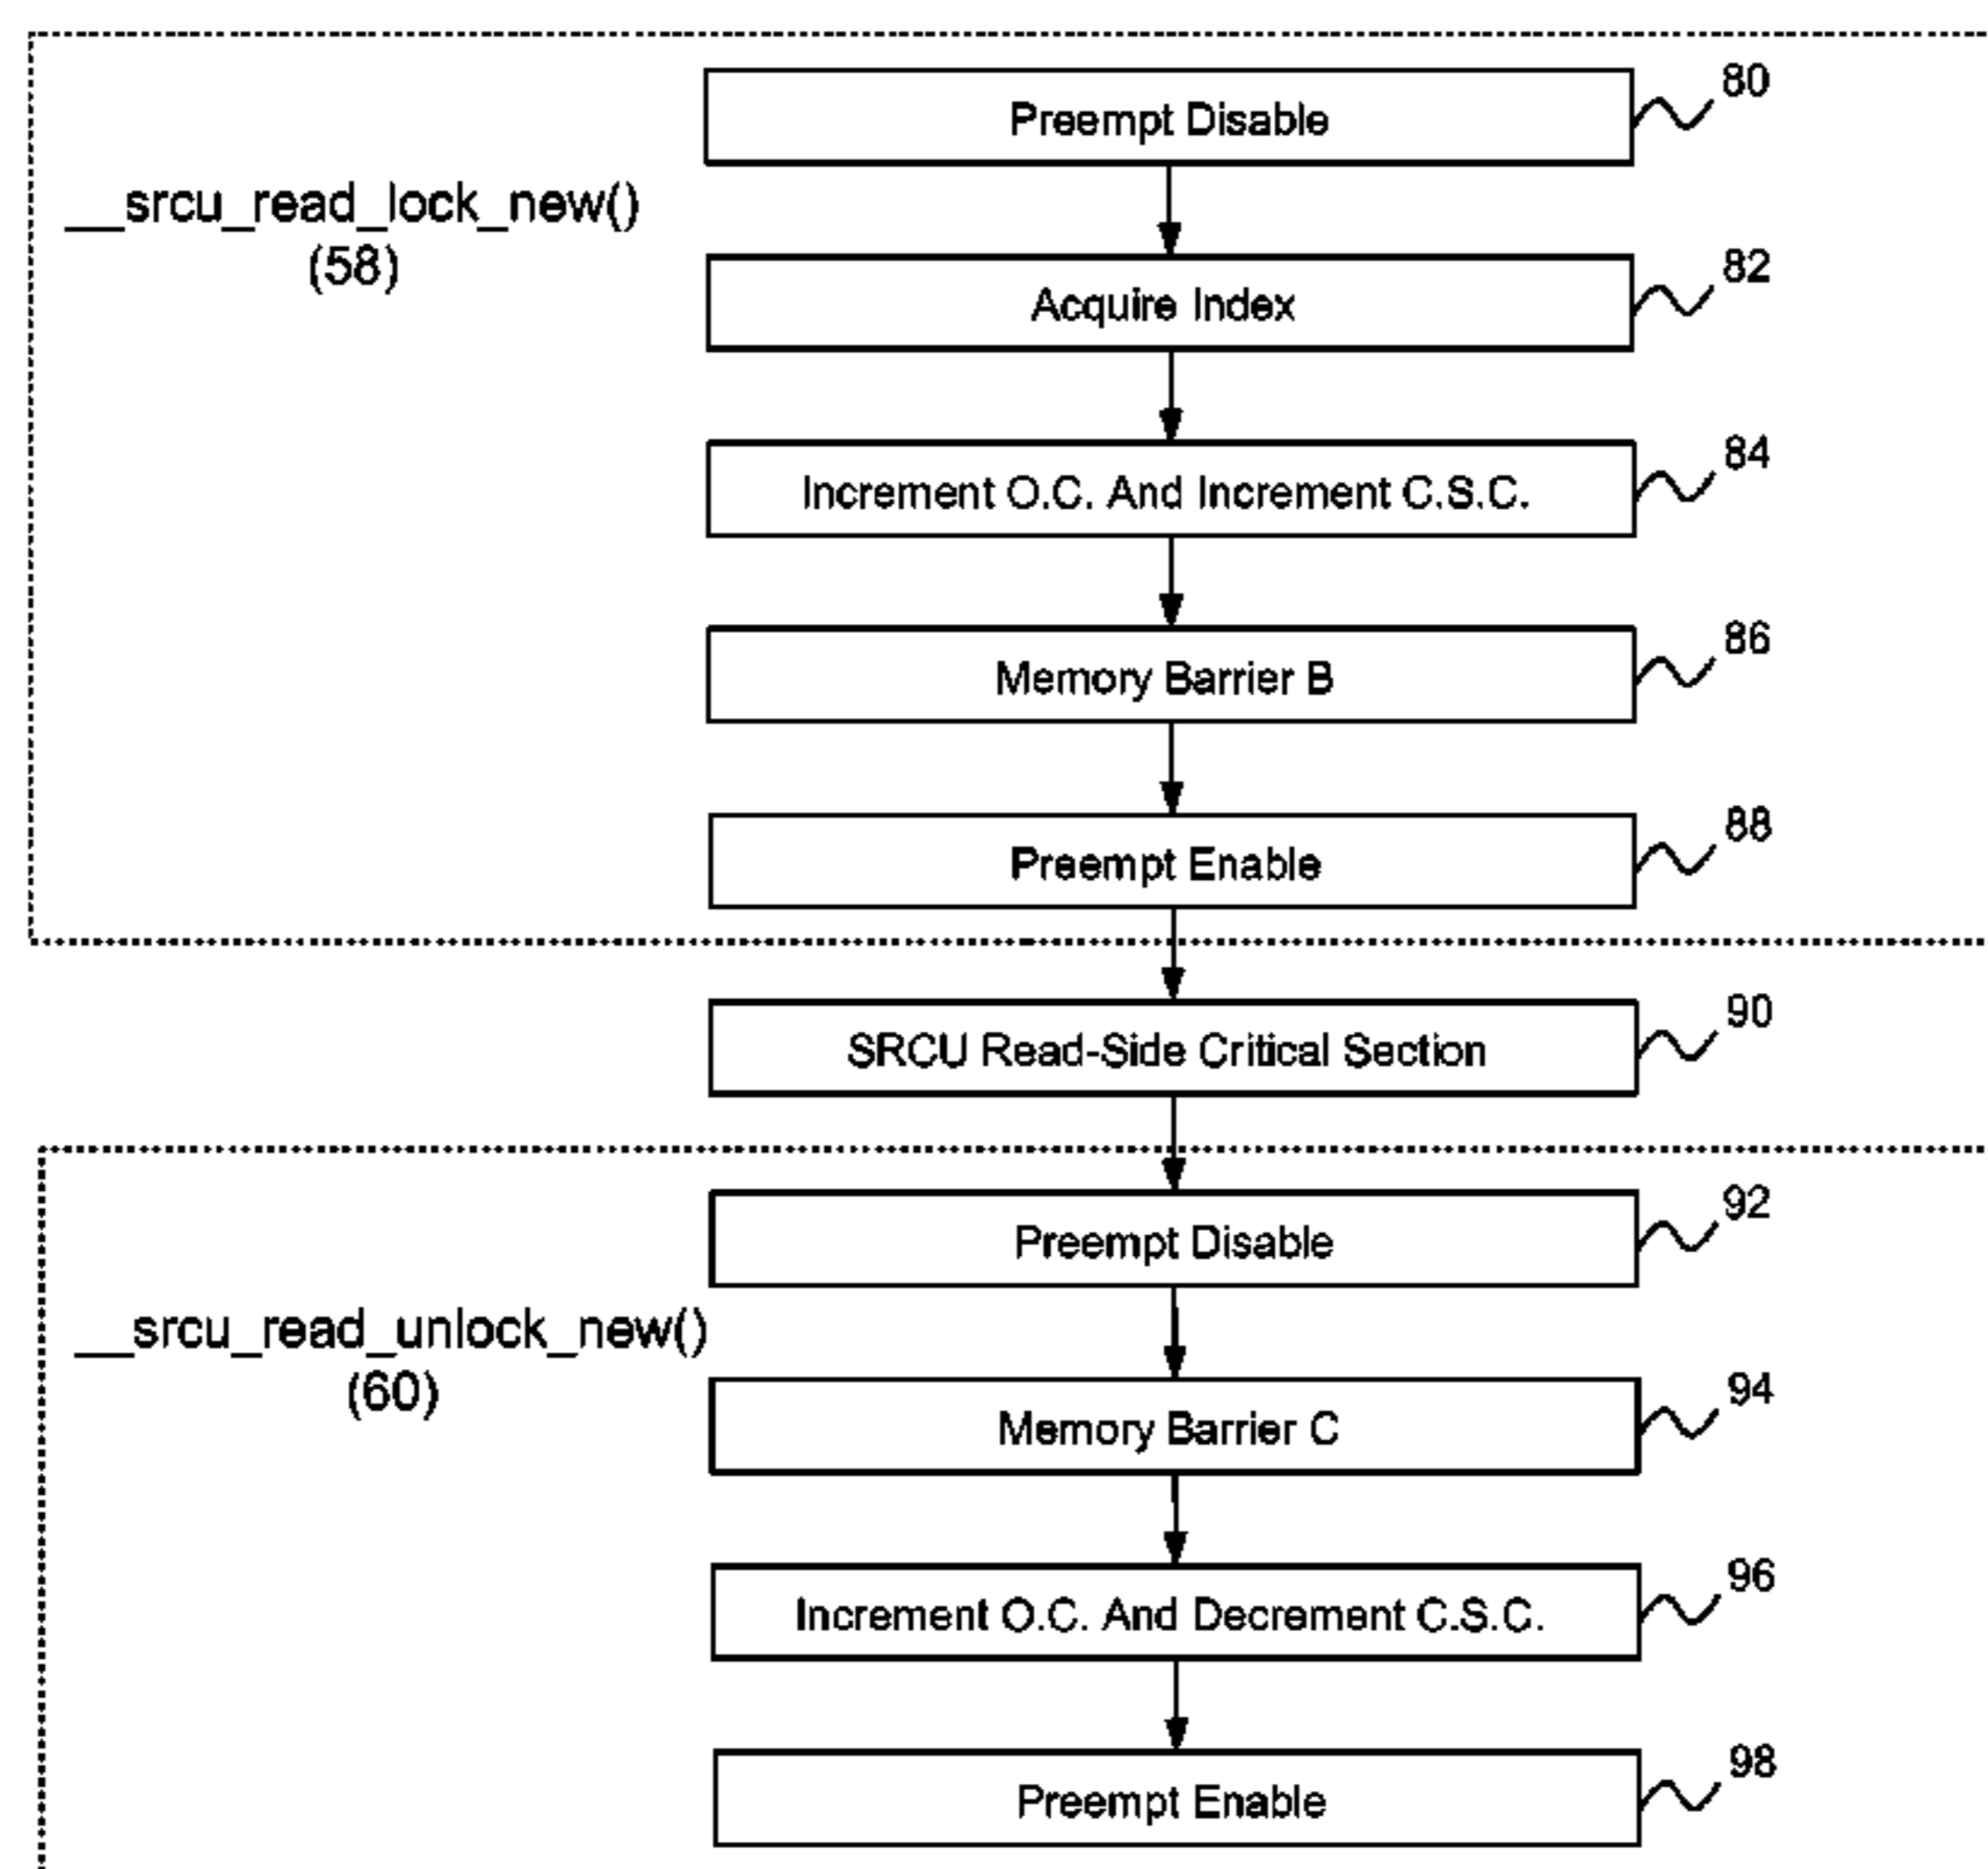 80
Preempt Disable
__srcu_read_lock_new()
(58)
82
Acquire Index
84
Increment O.C. And Increment C.S.C.
86
Memory Barrier B
88
Preempt Enable
90
SRCU Read-Side Critical Section
92
Preempt Disable
__srcu_read_unlock_new()
(60)
94
Memory Barrier C
96
Increment O.C. And Decrement C.S.C.
98
Preempt Enable